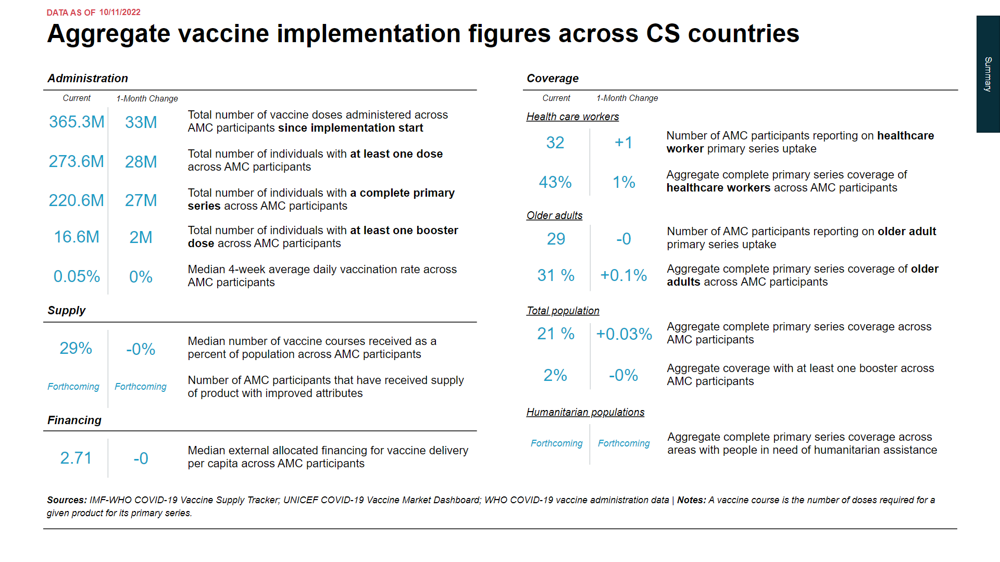 DATA AS OF 10/11/2022
Aggregate vaccine implementation figures across CS countries
Summary
Administration
Current 1-Month Change
365.3M 33M Total number of vaccine doses administered across
AMC participants since implementation start
273.6M 28M Total number of individuals with at least one dose
across AMC participants
220.6M 27M Total number of individuals with a complete primary
series across AMC participants
16.6M 2M Total number of individuals with at least one booster
dose across AMC participants
0.05% 0% Median 4-week average daily vaccination rate across
AMC participants
Supply
29% -0% Median number of vaccine courses received as a
percent of population across AMC participants
Forthcoming Forthcoming Number of AMC participants that have received supply
of product with improved attributes
Financing
2.71 -0 Median external allocated financing for vaccine delivery
per capita across AMC participants
Coverage
Current 1-Month Change
Health care workers
32 +1 Number of AMC participants reporting on healthcare
worker primary series uptake
43% 1% Aggregate complete primary series coverage of
healthcare workers across AMC participants
Older adults
29 -0 Number of AMC participants reporting on older adult
primary series uptake
31 % +0.1% Aggregate complete primary series coverage of older
adults across AMC participants
Total population
21 % +0.03% Aggregate complete primary series coverage across
AMC participants
2% -0% Aggregate coverage with at least one booster across
AMC participants
Humanitarian populations
Forthcoming Forthcoming Aggregate complete primary series coverage across
areas with people in need of humanitarian assistance
Sources: IMF-WHO COVID-19 Vaccine Supply Tracker; UNICEF COVID-19 Vaccine Market Dashboard; WHO COVID-19 vaccine administration data | Notes: A vaccine course is the number of doses required for a
given product for its primary series.